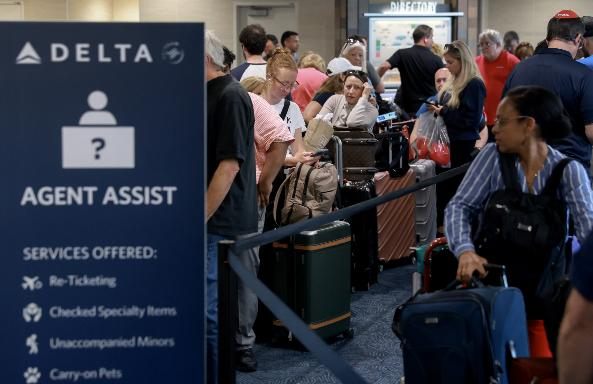 DIRECTORY
DELTA
?
AGENT ASSIST
SERVICES OFFERED:
Re-Ticketing
Checked Specialty Items
Unaccompanied Minors
Carry-on Pets